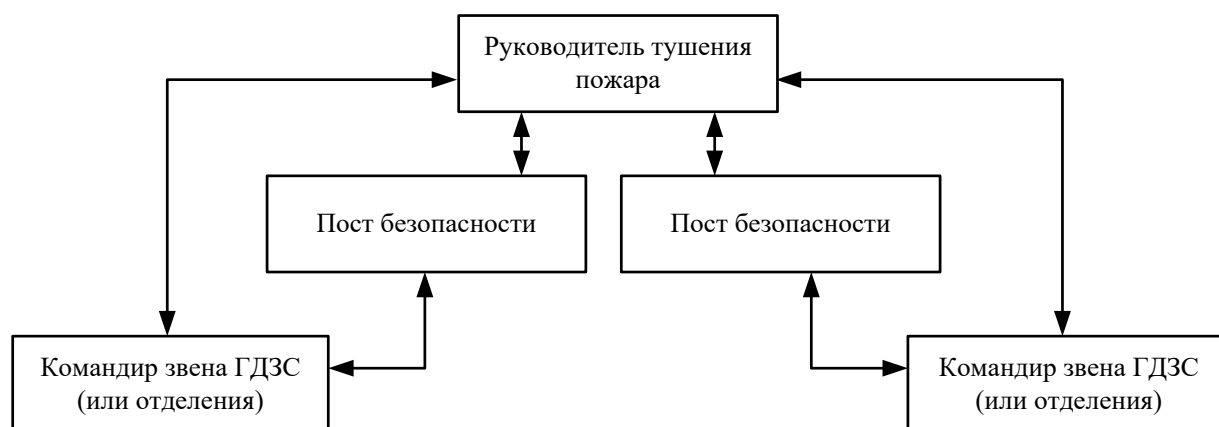 Руководитель тушения
пожара
Пост безопасности
Пост безопасности
Командир звена ГДЗС
(или отделения)
Командир звена ГДЗС
(или отделения)